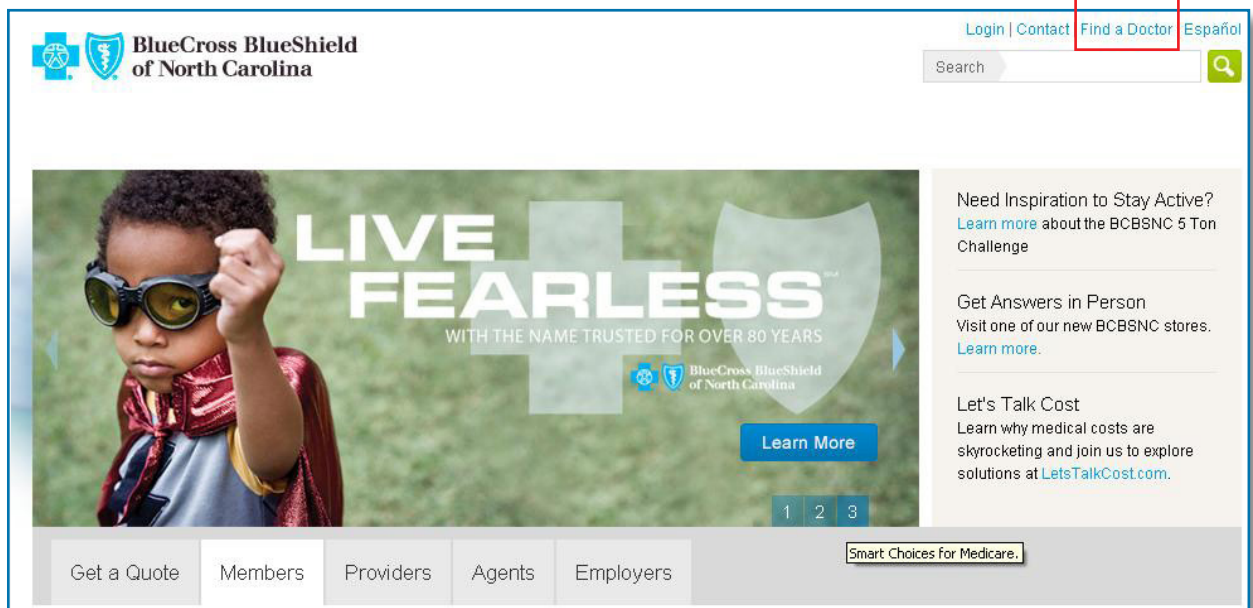 Login | Contact Find a Doctor Español
BlueCross BlueShield
of North Carolina
Search
LIVE
FEARLESS℠
WITH THE NAME TRUSTED FOR OVER 80 YEARS
BlueCross BlueShield
of North Carolina
Learn More
1 2 3
Need Inspiration to Stay Active?
Learn more about the BCBSNC 5 Ton
Challenge
Get Answers in Person
Visit one of our new BCBSNC stores.
Learn more.
Let's Talk Cost
Learn why medical costs are
skyrocketing and join us to explore
solutions at LetsTalkCost.com.
Smart Choices for Medicare.
Get a Quote Members Providers Agents Employers